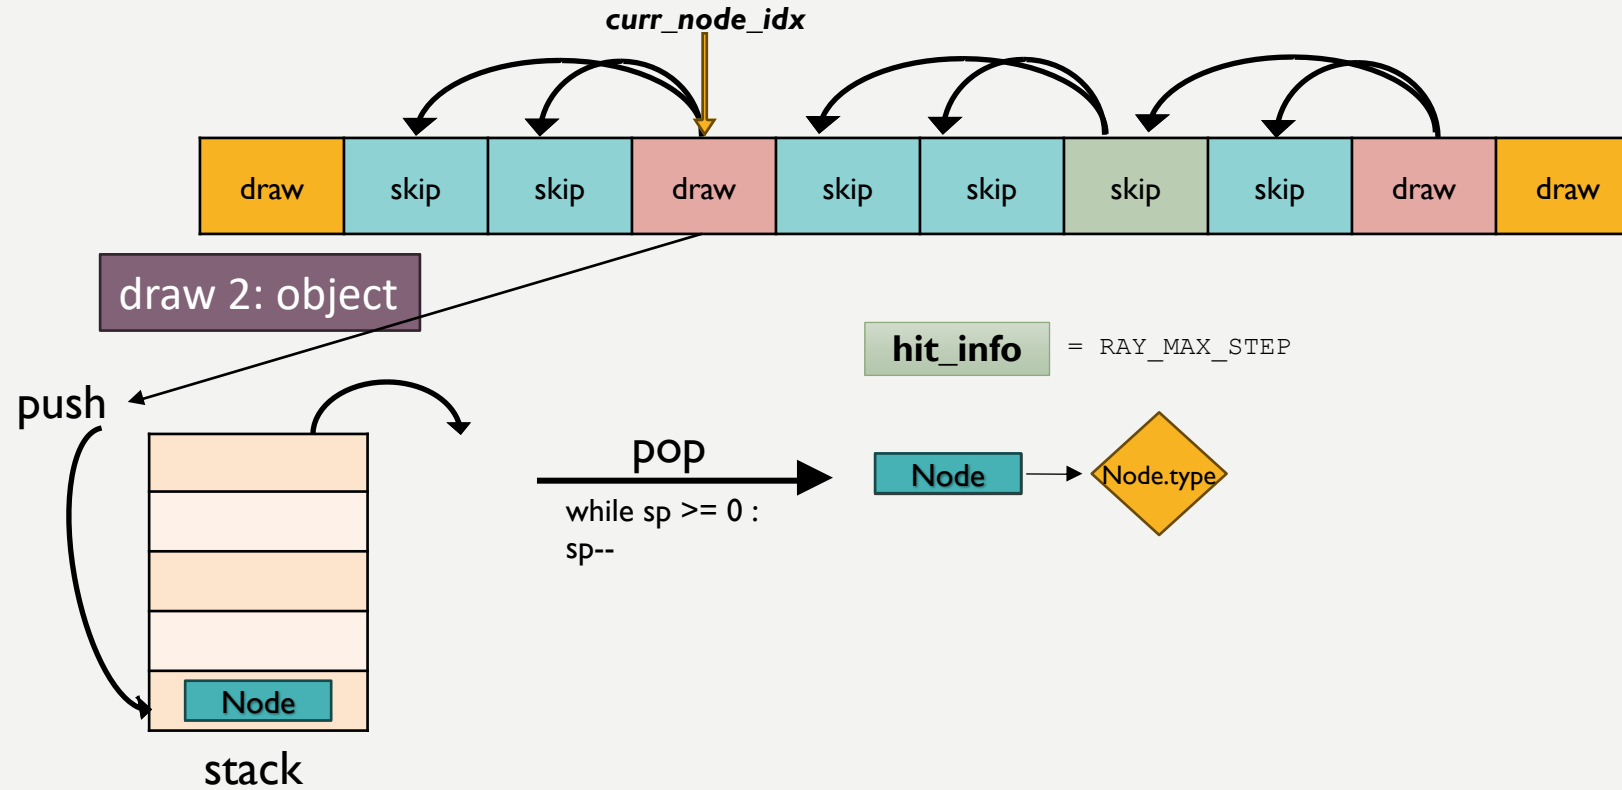 curr_node_idx
draw skip skip draw skip skip skip skip draw draw
draw 2: object
hit_info = RAY_MAX_STEP
push
pop
Node Node.type
while sp >= 0 :
sp--
Node
stack